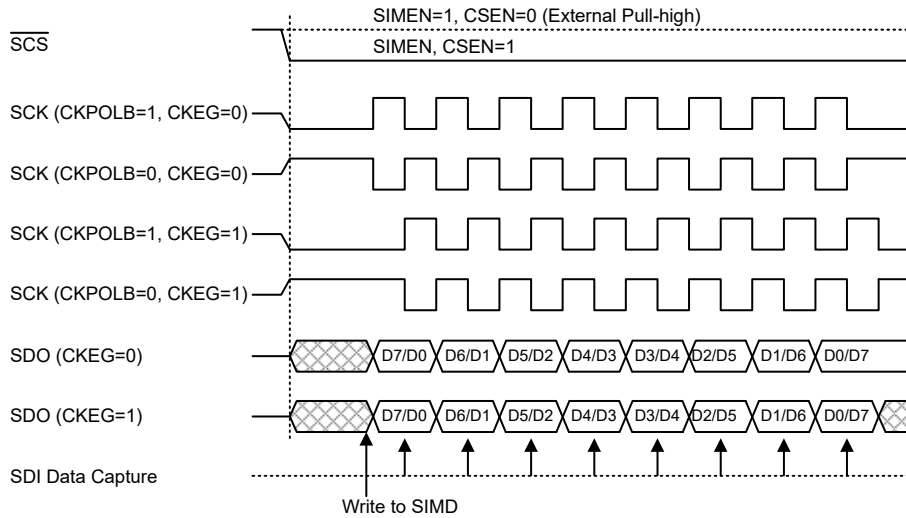 SIMEN=1, CSEN=0 (External Pull-high)
SCS
SIMEN, CSEN=1
SCK (CKPOLB=1, CKEG=0)
SCK (CKPOLB=0, CKEG=0)
SCK (CKPOLB=1, CKEG=1)
SCK (CKPOLB=0, CKEG=1)
SDO (CKEG=0) D7/D0 D6/D1 D5/D2 D4/D3 D3/D4 D2/D5 D1/D6 D0/D7
SDO (CKEG=1) D7/D0 D6/D1 D5/D2 D4/D3 D3/D4 D2/D5 D1/D6 D0/D7
SDI Data Capture
Write to SIMD